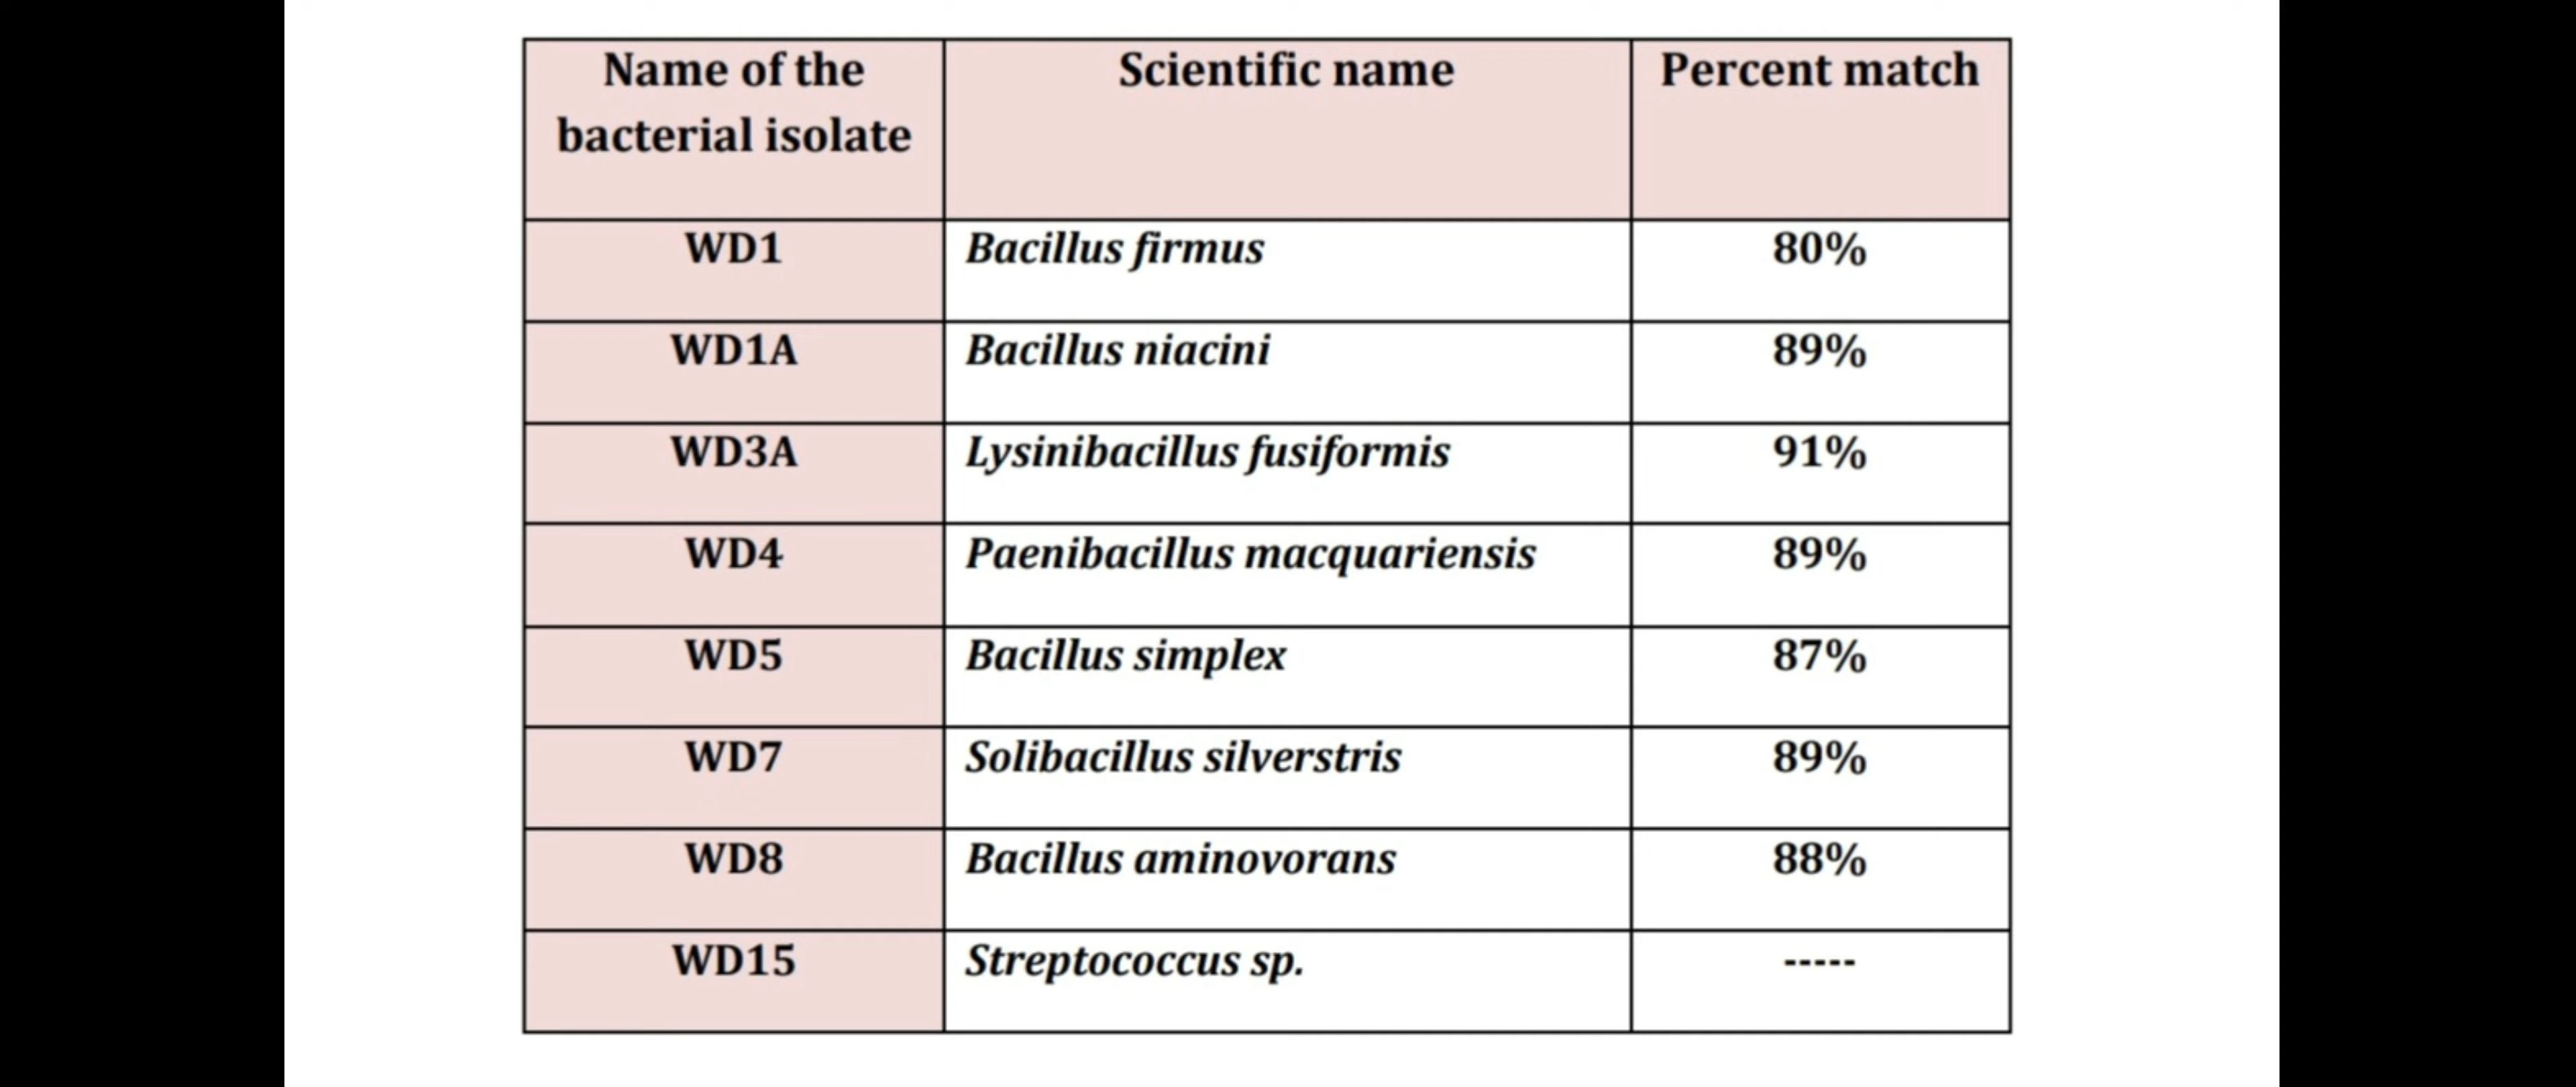 Name of the bacterial isolate Scientific name Percent match
WD1 Bacillus firmus 80%
WD1A Bacillus niacini 89%
WD3A Lysinibacillus fusiformis 91%
WD4 Paenibacillus macquariensis 89%
WD5 Bacillus simplex 87%
WD7 Solibacillus silverstris 89%
WD8 Bacillus aminovorans 88%
WD15 Streptococcus sp. -----